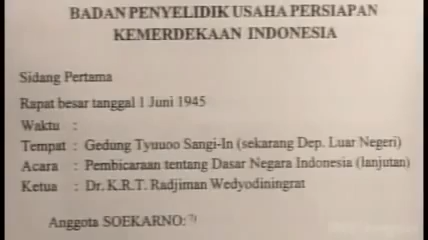 BADAN PENYELIDIK USAHA PERSIAPAN
KEMERDEKAAN INDONESIA
Sidang Pertama
Rapat besar tanggal 1 Juni 1945
Waktu :
Tempat : Gedung Tyuuoo Sangi-In (sekarang Dep. Luar Negeri)
Acara : Pembicaraan tentang Dasar Negara Indonesia (lanjutan)
Ketua : Dr. K.R.T. Radjiman Wedyodiningrat
Anggota SOEKARNO: 7)